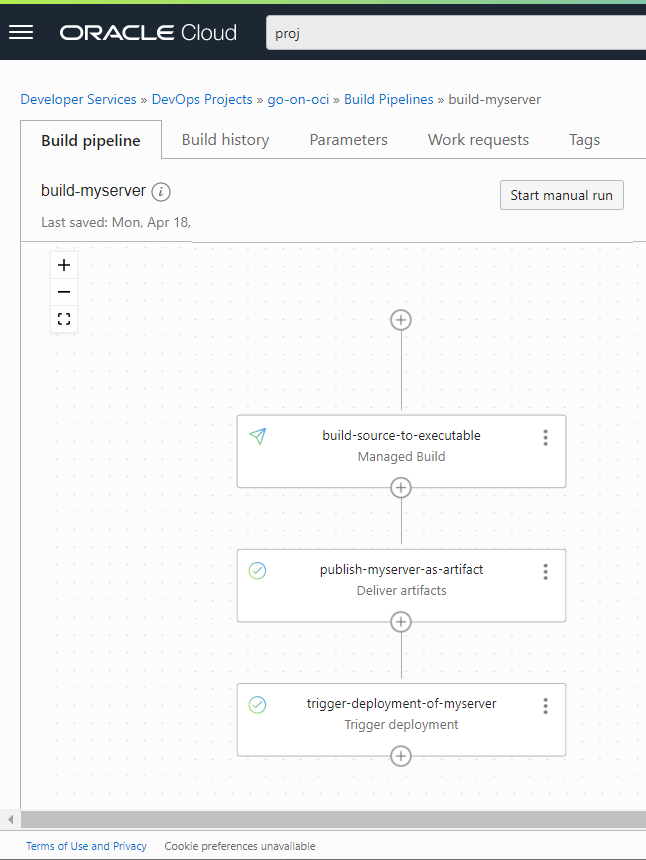 ORACLE Cloud
proj
Developer Services » DevOps Projects » go-on-oci » Build Pipelines » build-myserver
Build pipeline Build history Parameters Work requests Tags
build-myserver i
Start manual run
Last saved: Mon, Apr 18,
build-source-to-executable
Managed Build
publish-myserver-as-artifact
Deliver artifacts
trigger-deployment-of-myserver
Trigger deployment
Terms of Use and Privacy Cookie preferences unavailable